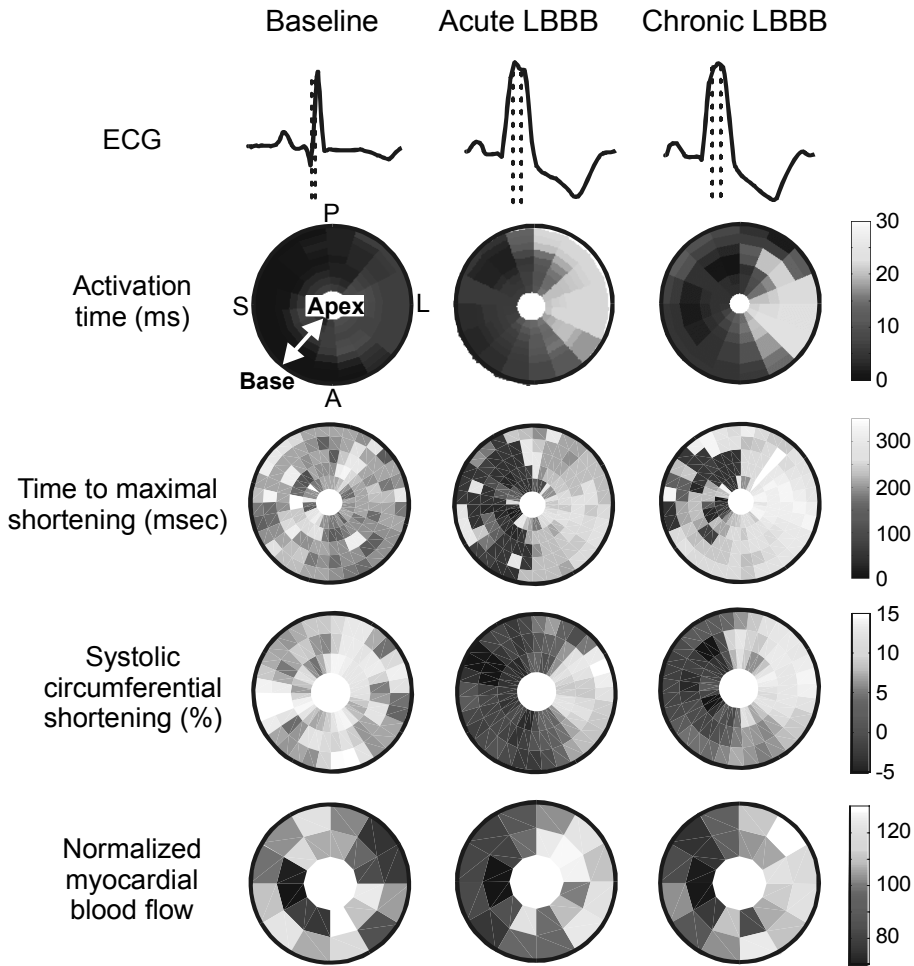 Baseline Acute LBBB Chronic LBBB
ECG
P
30
Activation
time (ms)
S
Apex
L
20
10
Base
0
A
300
Time to maximal
shortening (msec)
200
100
0
15
Systolic
circumferential
shortening (%)
10
5
0
-5
Normalized
myocardial
blood flow
120
100
80